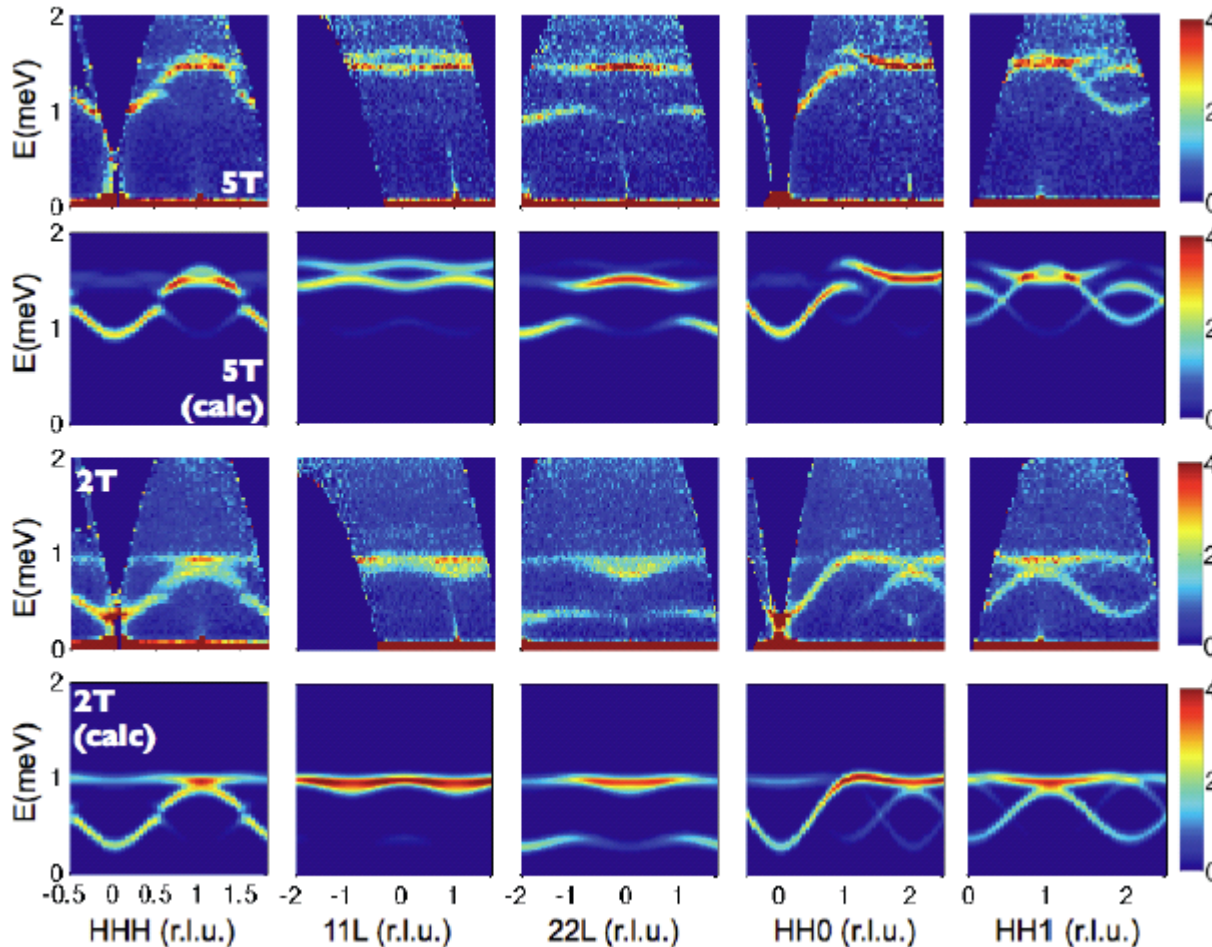 E(meV) 2 1 0 5T 4 2 0
E(meV) 2 1 0 5T (calc) 4 2 0
E(meV) 2 1 0 2T 4 2 0
E(meV) 2 1 0 2T (calc) 4 2 0
-0.5 0 0.5 1 1.5 -2 -1 0 1 -2 -1 0 1 0 1 2 0 1 2
HHH (r.l.u.) 11L (r.l.u.) 22L (r.l.u.) HH0 (r.l.u.) HH1 (r.l.u.)